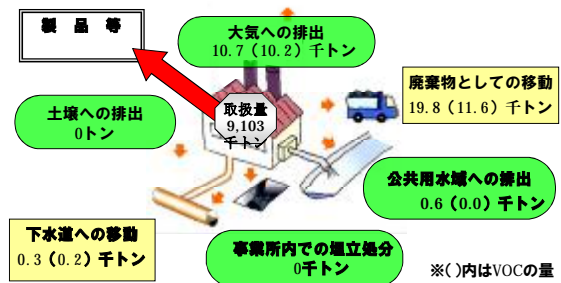 製　品　等
大気への排出
10.7（10.2）千トン
廃棄物としての移動
19.8（11.6）千トン
取扱量
9,103
千トン
土壌への排出
0トン
公共用水域への排出
0.6（0.0）千トン
下水道への移動
0.3（0.2）千トン
事業所内での埋立処分
0千トン
※( )内はVOCの量